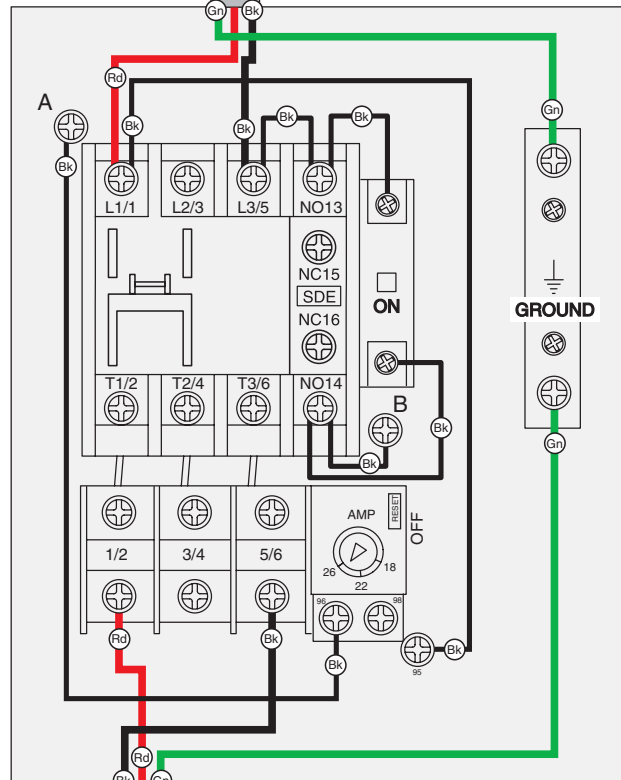 Gn Bk
Rd
Gn
A
Bk Bk Bk Bk
Bk
L1/1 L2/3 L3/5 NO13
NC15
SDE
ON
NC16
GROUND
T1/2 T2/4 T3/6 NO14
B
Bk
Gn
Bk
AMP
RESET
OFF
1/2 3/4 5/6
26 18
22
96 98
Rd Bk
Bk
Bk
95
Rd
Bk Gn